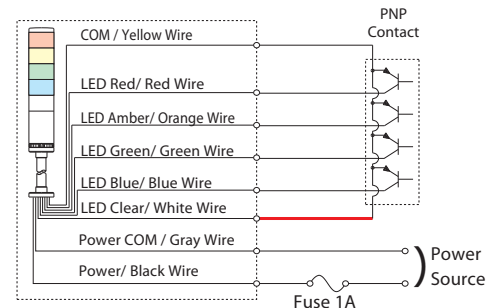 PNP
Contact
COM / Yellow Wire
LED Red/ Red Wire
LED Amber/ Orange Wire
LED Green/ Green Wire
LED Blue/ Blue Wire
LED Clear/ White Wire
Power COM / Gray Wire
Power/ Black Wire
Power
Source
Fuse 1A